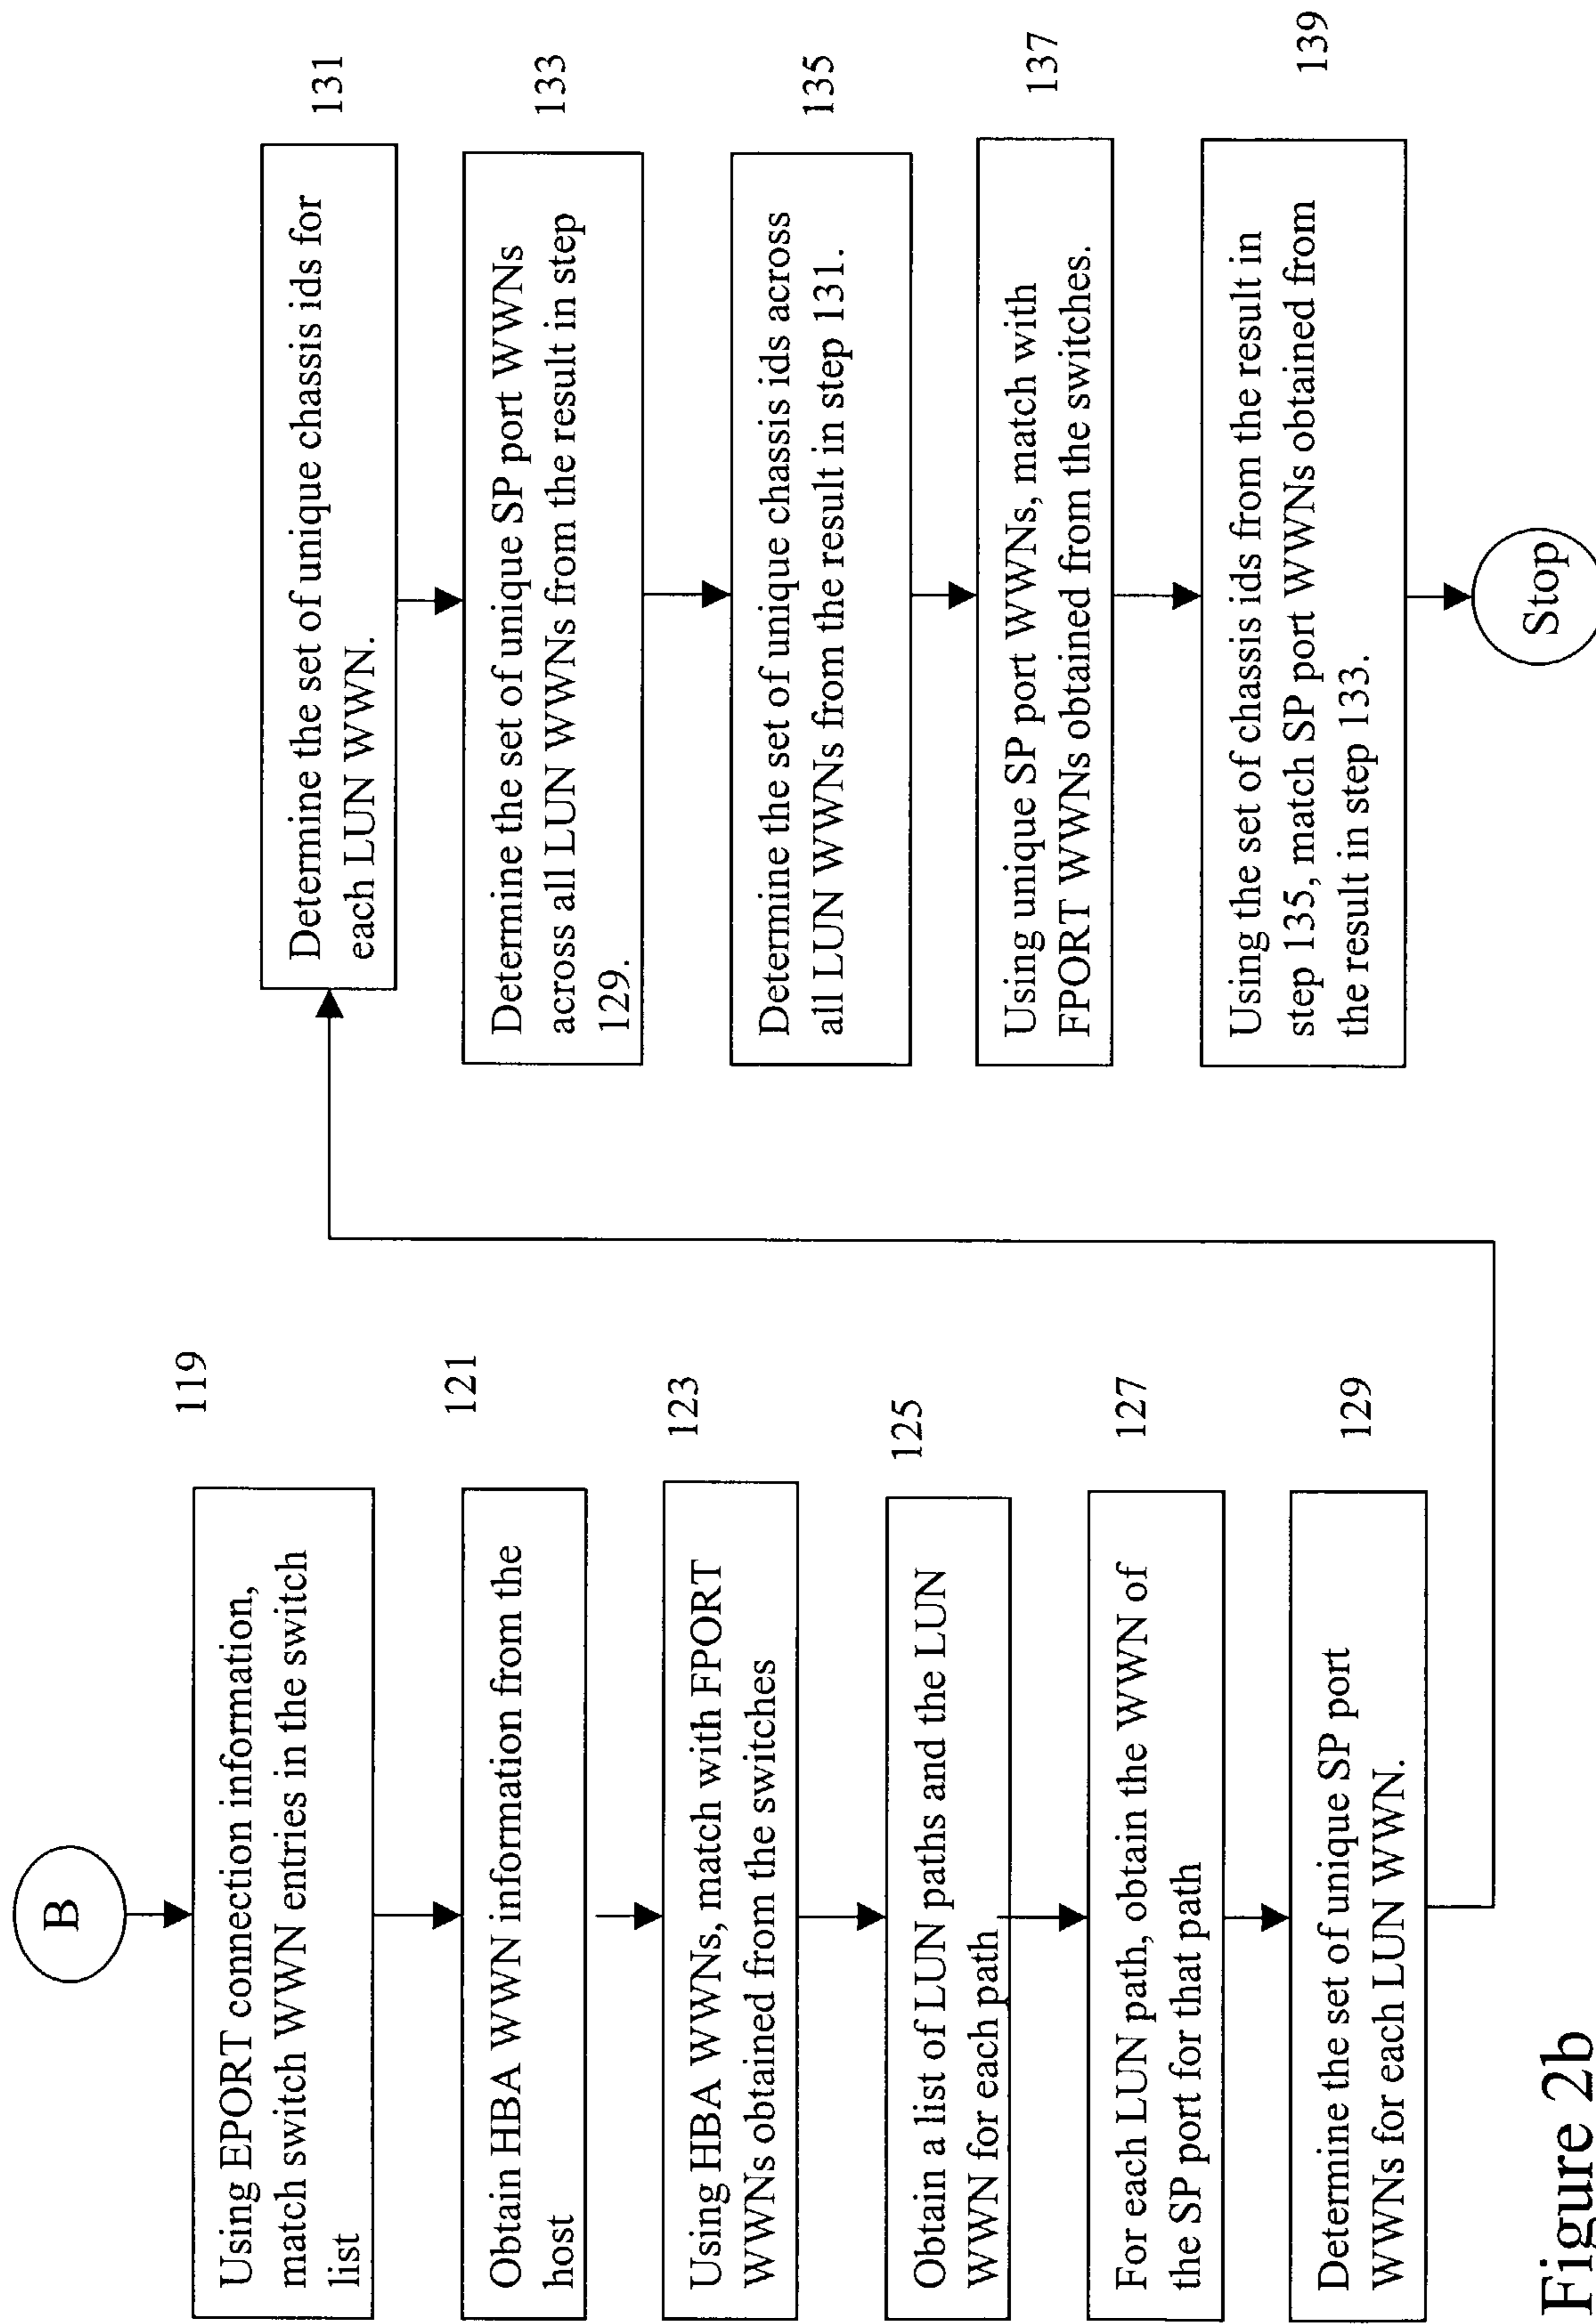 B
119
Using EPORT connection information,
match switch WWN entries in the switch
list
121
Obtain HBA WWN information from the
host
123
Using HBA WWNs, match with FPORT
WWNs obtained from the switches
125
Obtain a list of LUN paths and the LUN
WWN for each path
127
For each LUN path, obtain the WWN of
the SP port for that path
129
Determine the set of unique SP port
WWNs for each LUN WWN.
131
Determine the set of unique chassis ids for
each LUN WWN.
133
Determine the set of unique SP port WWNs
across all LUN WWNs from the result in step
129.
135
Determine the set of unique chassis ids across
all LUN WWNs from the result in step 131.
137
Using unique SP port WWNs, match with
FPORT WWNs obtained from the switches.
139
Using the set of chassis ids from the result in
step 135, match SP port WWNs obtained from
the result in step 133.
Stop
Figure 2b